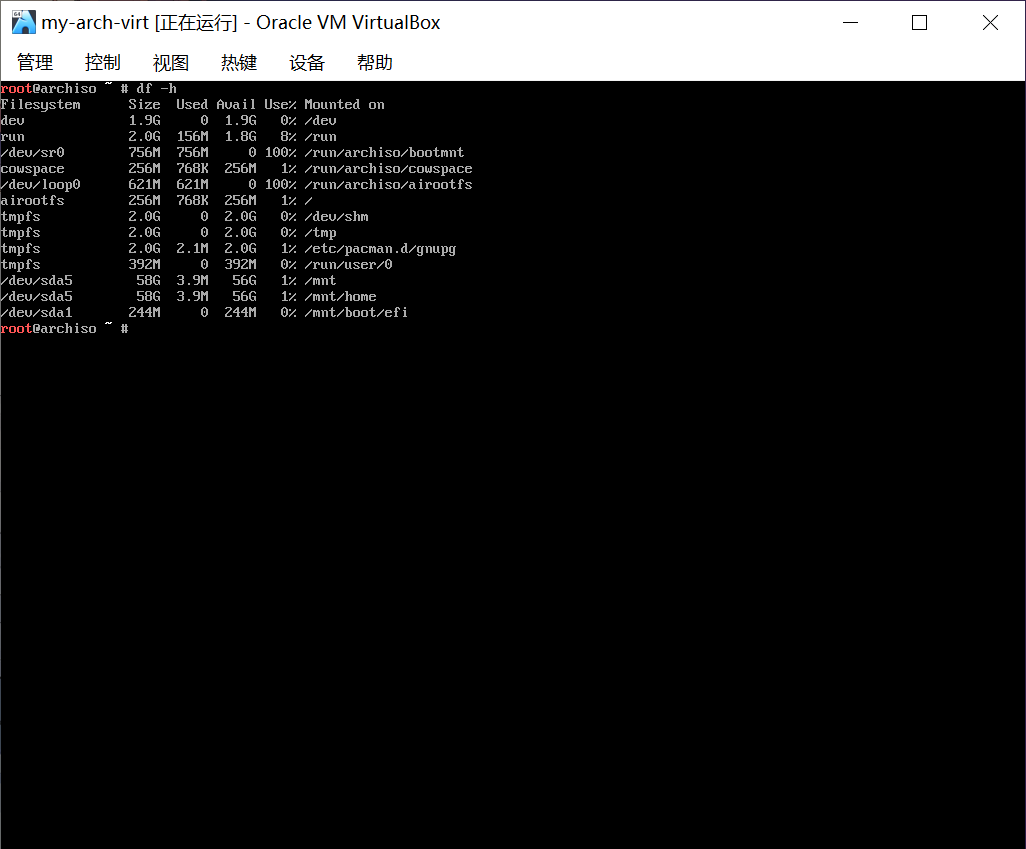 my-arch-virt [正在运行] - Oracle VM VirtualBox
管理 控制 视图 热键 设备 帮助
root@archiso ~ # df -h
Filesystem      Size  Used Avail Use% Mounted on
dev             1.9G     0  1.9G   0% /dev
run             2.0G  156M  1.8G   8% /run
/dev/sr0        756M  756M     0 100% /run/archiso/bootmnt
cowspace        256M  768K  256M   1% /run/archiso/cowspace
/dev/loop0      621M  621M     0 100% /run/archiso/airootfs
airootfs        256M  768K  256M   1% /
tmpfs           2.0G     0  2.0G   0% /dev/shm
tmpfs           2.0G     0  2.0G   0% /tmp
tmpfs           2.0G  2.1M  2.0G   1% /etc/pacman.d/gnupg
tmpfs           392M     0  392M   0% /run/user/0
/dev/sda5        58G  3.9M   56G   1% /mnt
/dev/sda5        58G  3.9M   56G   1% /mnt/home
/dev/sda1       244M     0  244M   0% /mnt/boot/efi
root@archiso ~ #